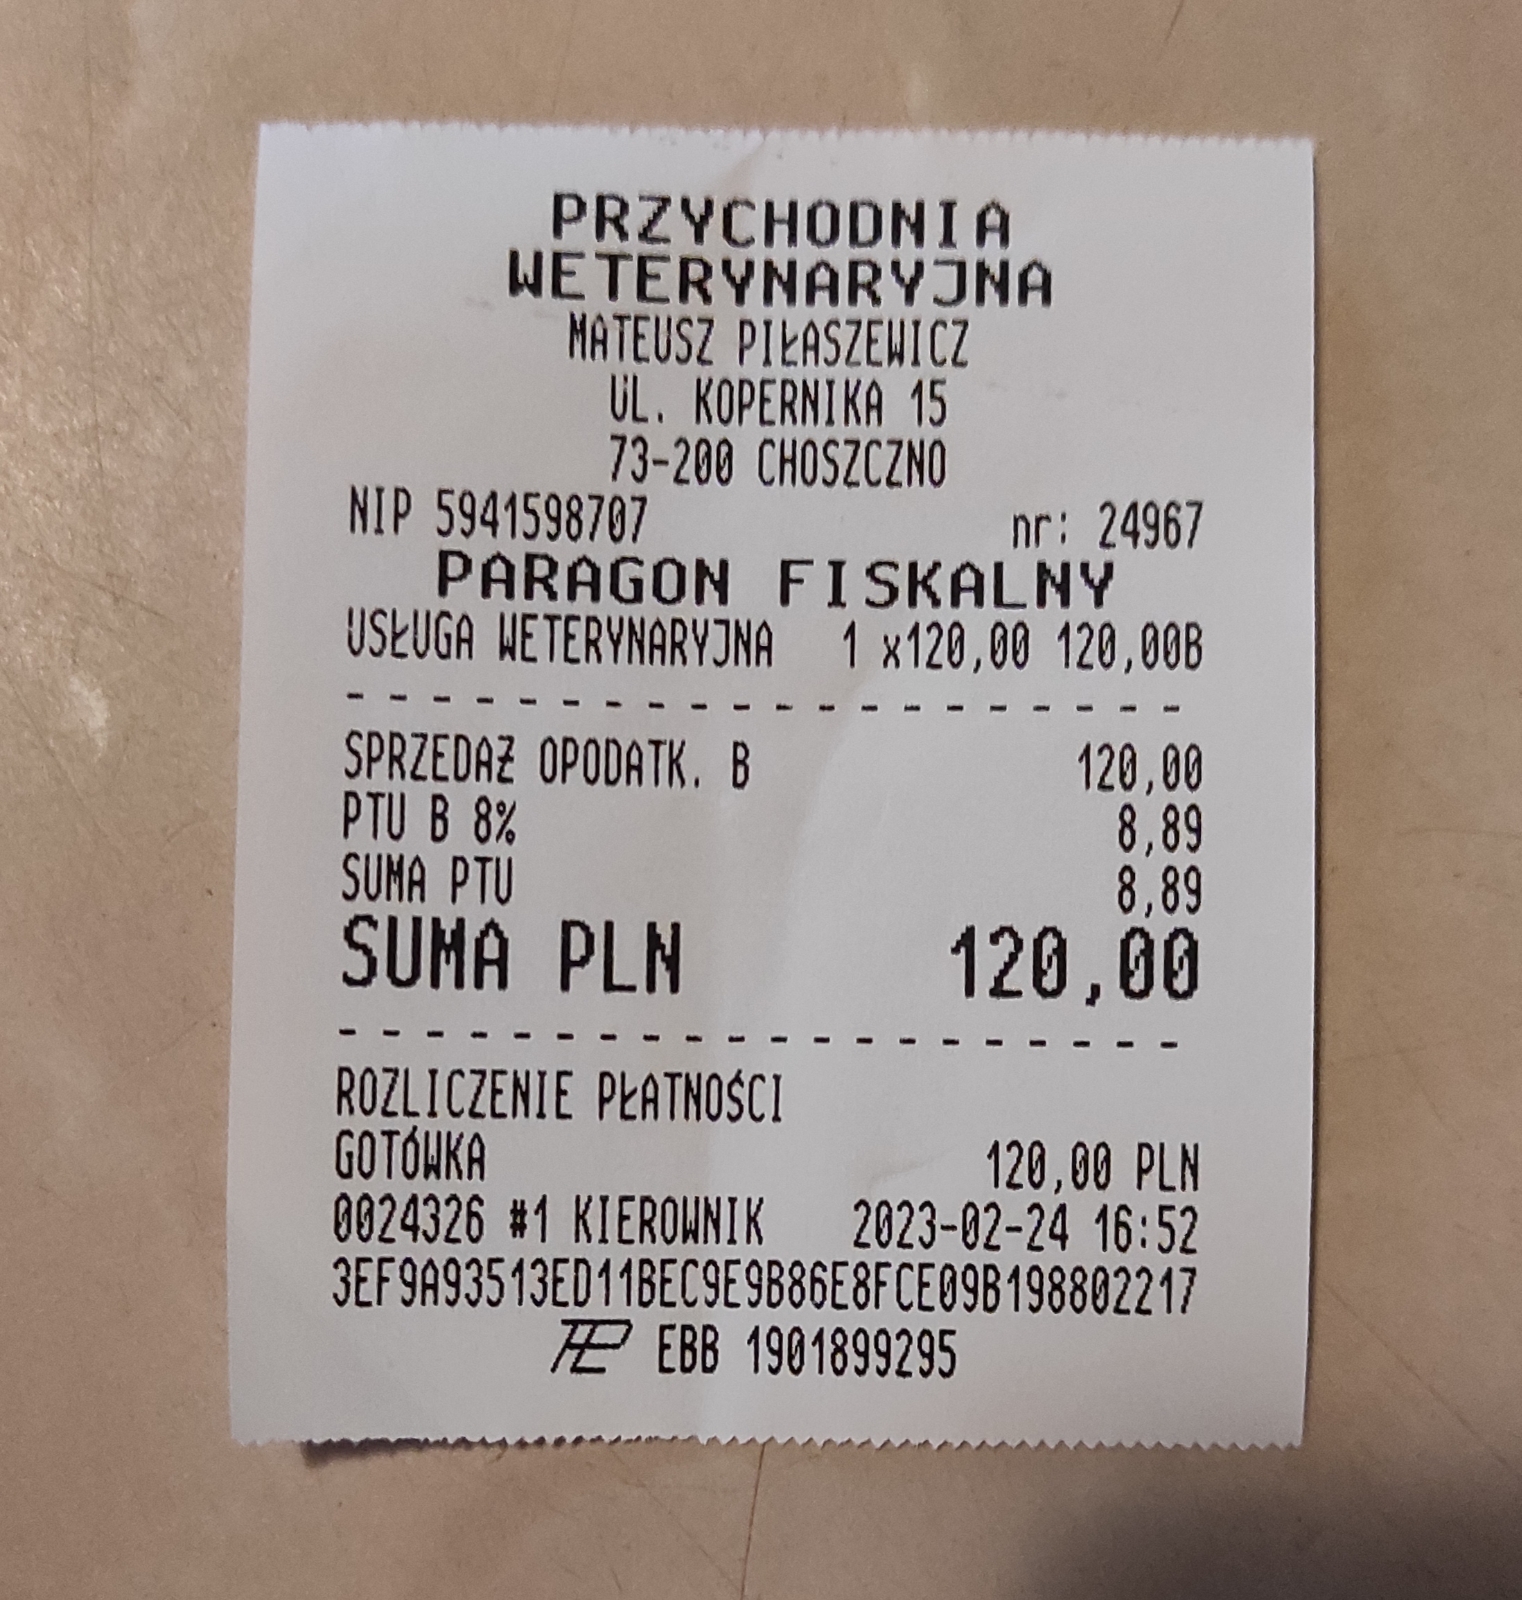 PRZYCHODNIA
WETERYNARYJNA
MATEUSZ PIŁASZEWICZ
UL. KOPERNIKA 15
73-200 CHOSZCZNO
NIP 5941598707 nr: 24967
PARAGON FISKALNY
USŁUGA WETERYNARYJNA 1 x120,00 120,00B
- - - - - - - - - - - - - - - - - - - -
SPRZEDAŻ OPODATK. B 120,00
PTU B 8% 8,89
SUMA PTU 8,89
SUMA PLN 120,00
- - - - - - - - - - - - - - - - - - - -
ROZLICZENIE PŁATNOŚCI
GOTÓWKA 120,00 PLN
0024326 #1 KIEROWNIK 2023-02-24 16:52
3EF9A93513ED11BEC9E9B86E8FCE09B198802217
PL EBB 1901899295